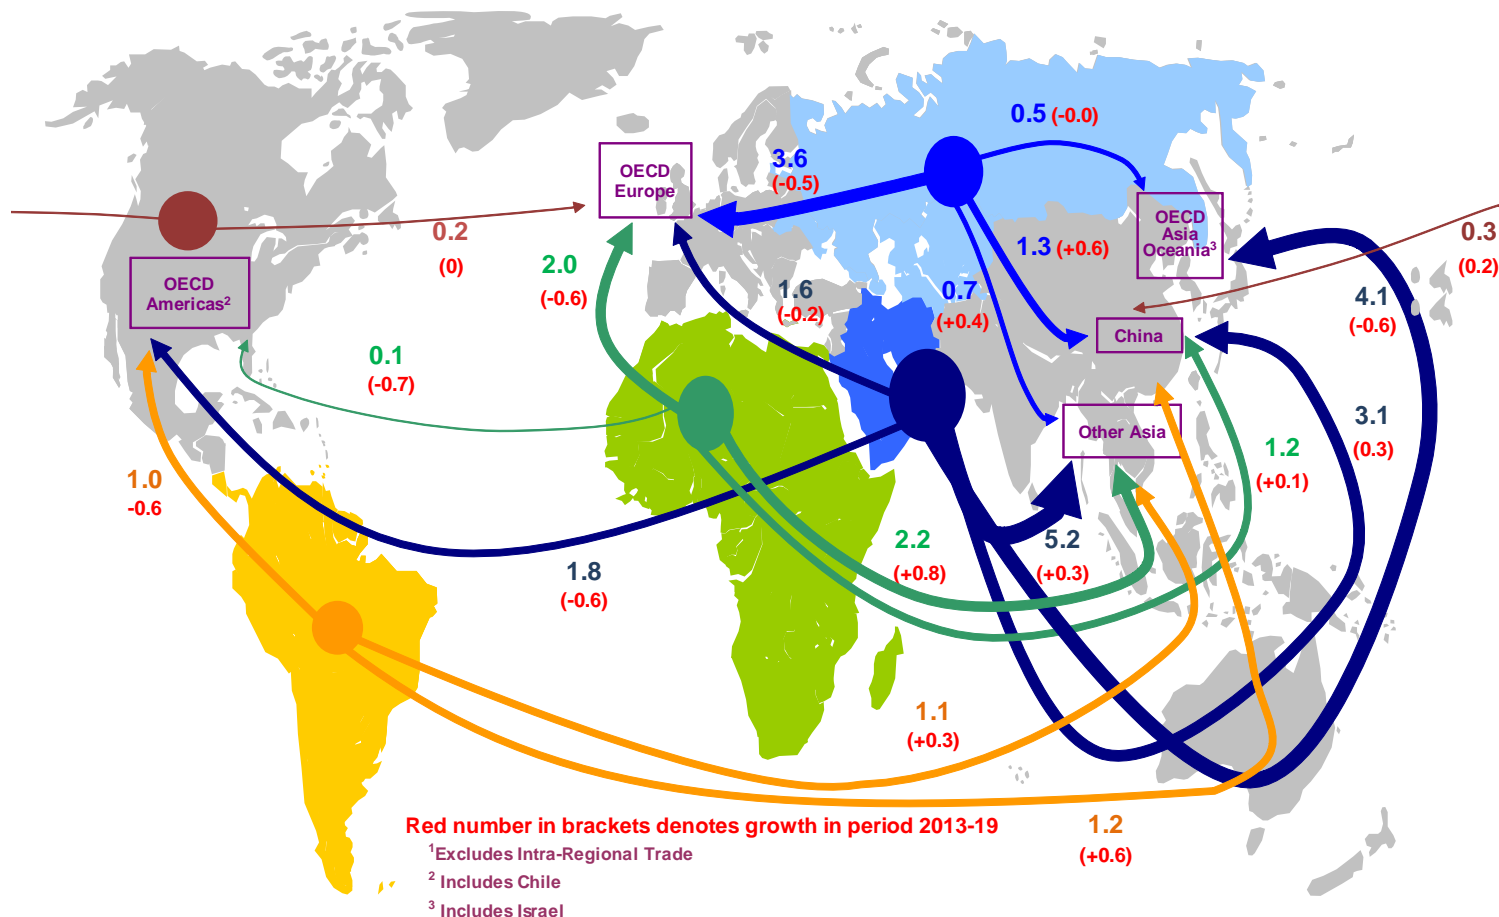 0.5 (-0.0)
3.6
(-0.5)
OECD
Europe
OECD
Asia
Oceania³
0.2
(0)
0.3
(0.2)
1.3 (+0.6)
2.0
(-0.6)
OECD
Americas²
1.6
(-0.2)
0.7
(+0.4)
4.1
(-0.6)
China
0.1
(-0.7)
3.1
(0.3)
Other Asia
1.2
(+0.1)
1.0
-0.6
2.2
(+0.8)
5.2
(+0.3)
1.8
(-0.6)
1.1
(+0.3)
Red number in brackets denotes growth in period 2013-19
1.2
(+0.6)
¹Excludes Intra-Regional Trade
² Includes Chile
³ Includes Israel